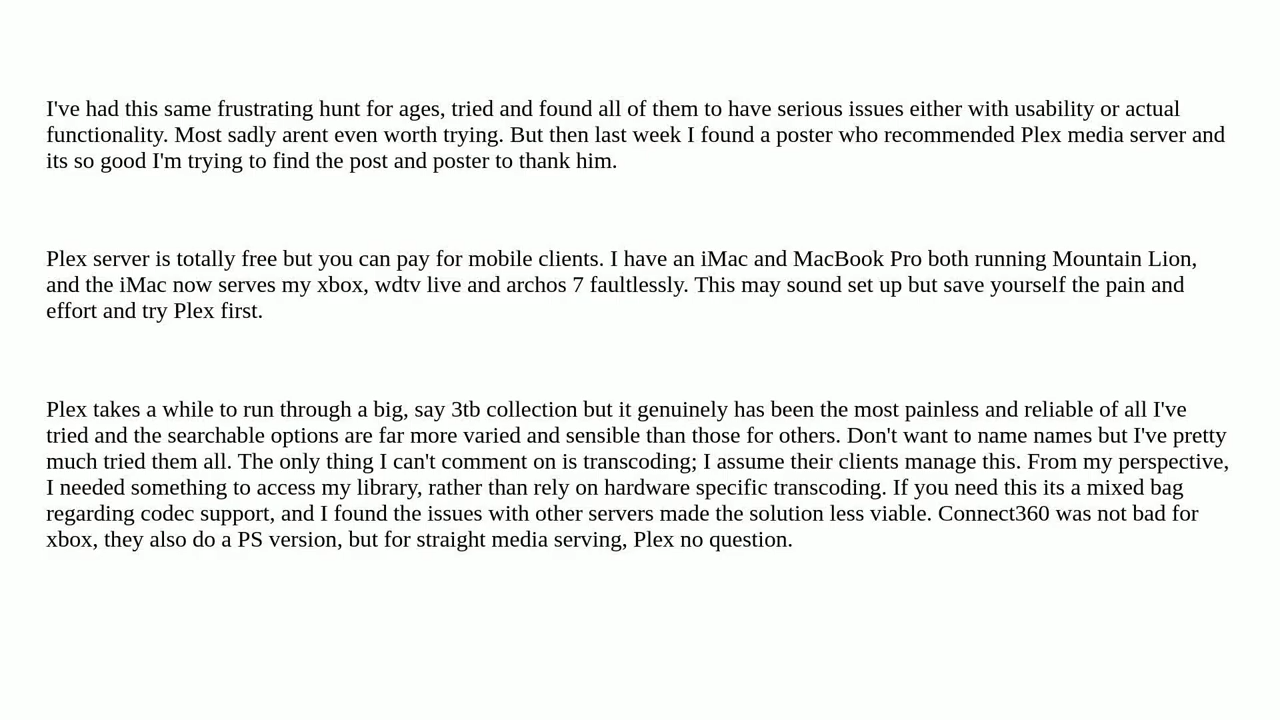 I've had this same frustrating hunt for ages, tried and found all of them to have serious issues either with usability or actual
functionality. Most sadly arent even worth trying. But then last week I found a poster who recommended Plex media server and
its so good I'm trying to find the post and poster to thank him.
Plex server is totally free but you can pay for mobile clients. I have an iMac and MacBook Pro both running Mountain Lion,
and the iMac now serves my xbox, wdtv live and archos 7 faultlessly. This may sound set up but save yourself the pain and
effort and try Plex first.
Plex takes a while to run through a big, say 3tb collection but it genuinely has been the most painless and reliable of all I've
tried and the searchable options are far more varied and sensible than those for others. Don't want to name names but I've pretty
much tried them all. The only thing I can't comment on is transcoding; I assume their clients manage this. From my perspective,
I needed something to access my library, rather than rely on hardware specific transcoding. If you need this its a mixed bag
regarding codec support, and I found the issues with other servers made the solution less viable. Connect360 was not bad for
xbox, they also do a PS version, but for straight media serving, Plex no question.